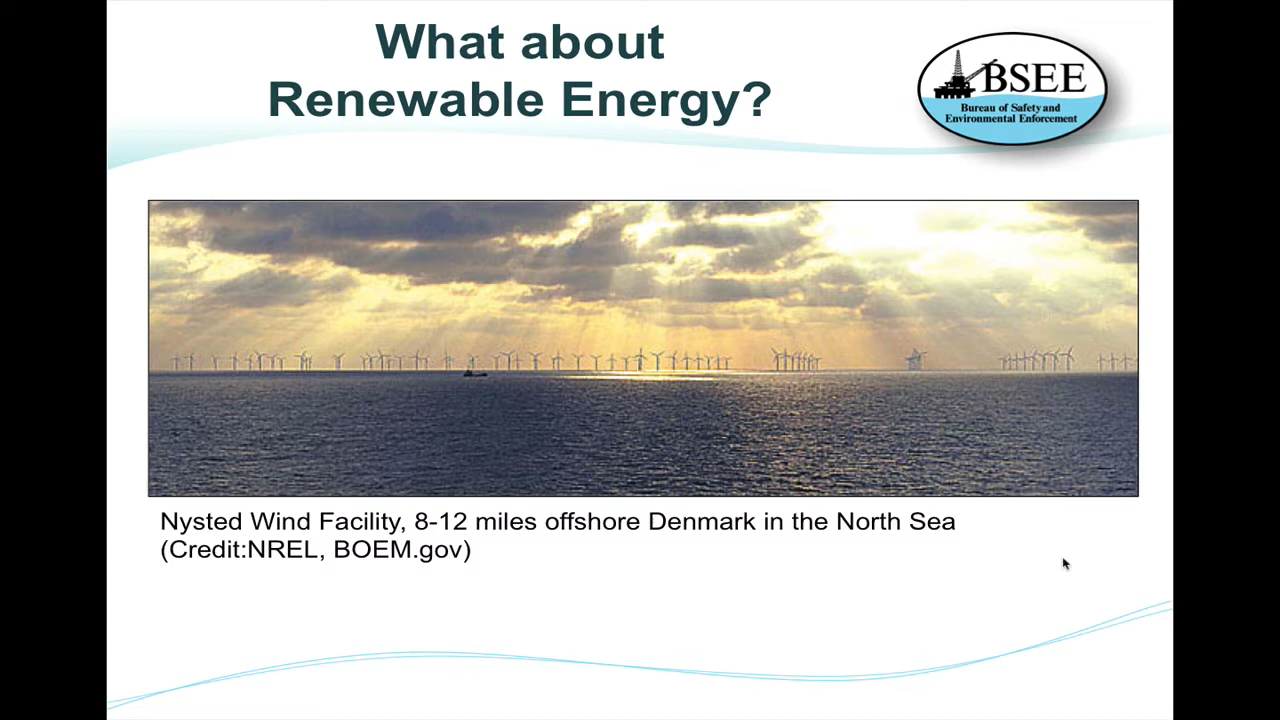 What about
Renewable Energy?
BSEE
Bureau of Safety and
Environmental Enforcement
Nysted Wind Facility, 8-12 miles offshore Denmark in the North Sea
(Credit:NREL, BOEM.gov)